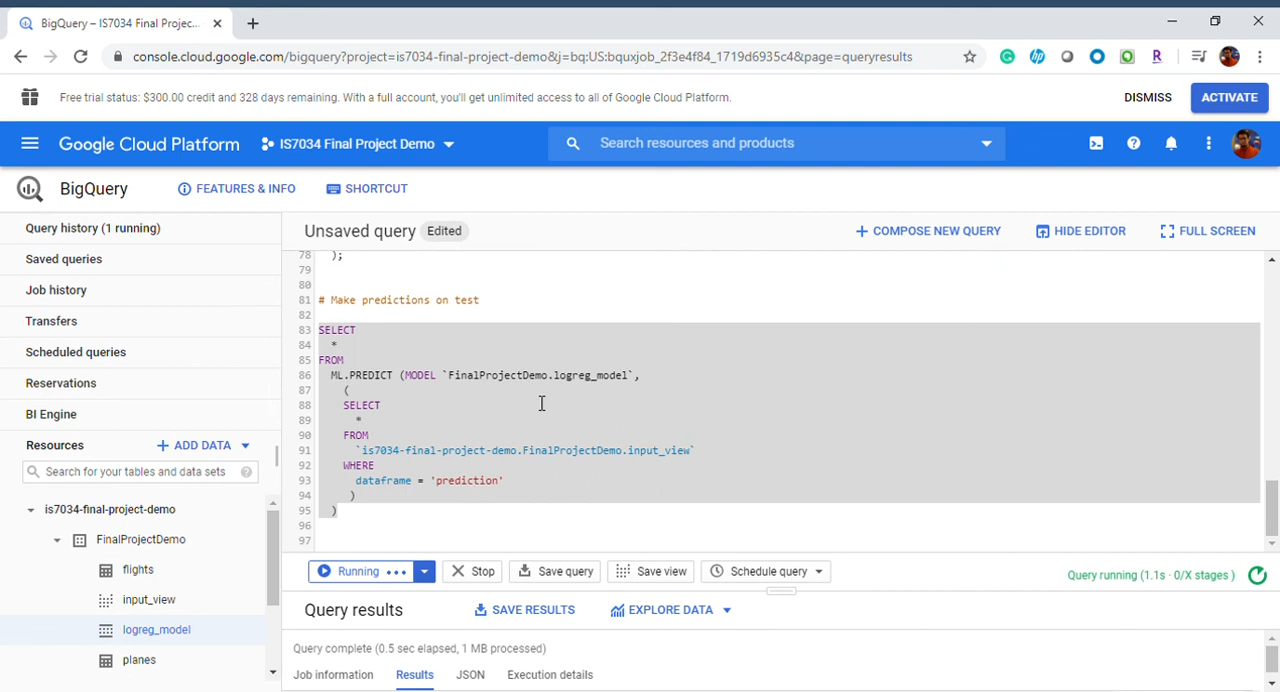 BigQuery – IS7034 Final Projec...
console.cloud.google.com/bigquery?project=is7034-final-project-demo&j=bq:US:bquxjob_2f3e4f84_1719d6935c4&page=queryresults
Free trial status: $300.00 credit and 328 days remaining. With a full account, you'll get unlimited access to all of Google Cloud Platform.
DISMISS
ACTIVATE
Google Cloud Platform
IS7034 Final Project Demo
Search resources and products
BigQuery
FEATURES & INFO
SHORTCUT
Query history (1 running)
Saved queries
Job history
Transfers
Scheduled queries
Reservations
BI Engine
Resources
+ ADD DATA
Search for your tables and data sets
is7034-final-project-demo
FinalProjectDemo
flights
input_view
logreg_model
planes
Unsaved query
Edited
+ COMPOSE NEW QUERY
HIDE EDITOR
FULL SCREEN
78 );
79
80
81 # Make predictions on test
82
83 SELECT
84 *
85 FROM
86 ML.PREDICT (MODEL `FinalProjectDemo.logreg_model`,
87 (
88 SELECT
89 *
90 FROM
91 `is7034-final-project-demo.FinalProjectDemo.input_view`
92 WHERE
93 dataframe = 'prediction'
94 )
95 )
96
97
Running
Stop
Save query
Save view
Schedule query
Query running (1.1s · 0/X stages )
Query results
SAVE RESULTS
EXPLORE DATA
Query complete (0.5 sec elapsed, 1 MB processed)
Job information
Results
JSON
Execution details